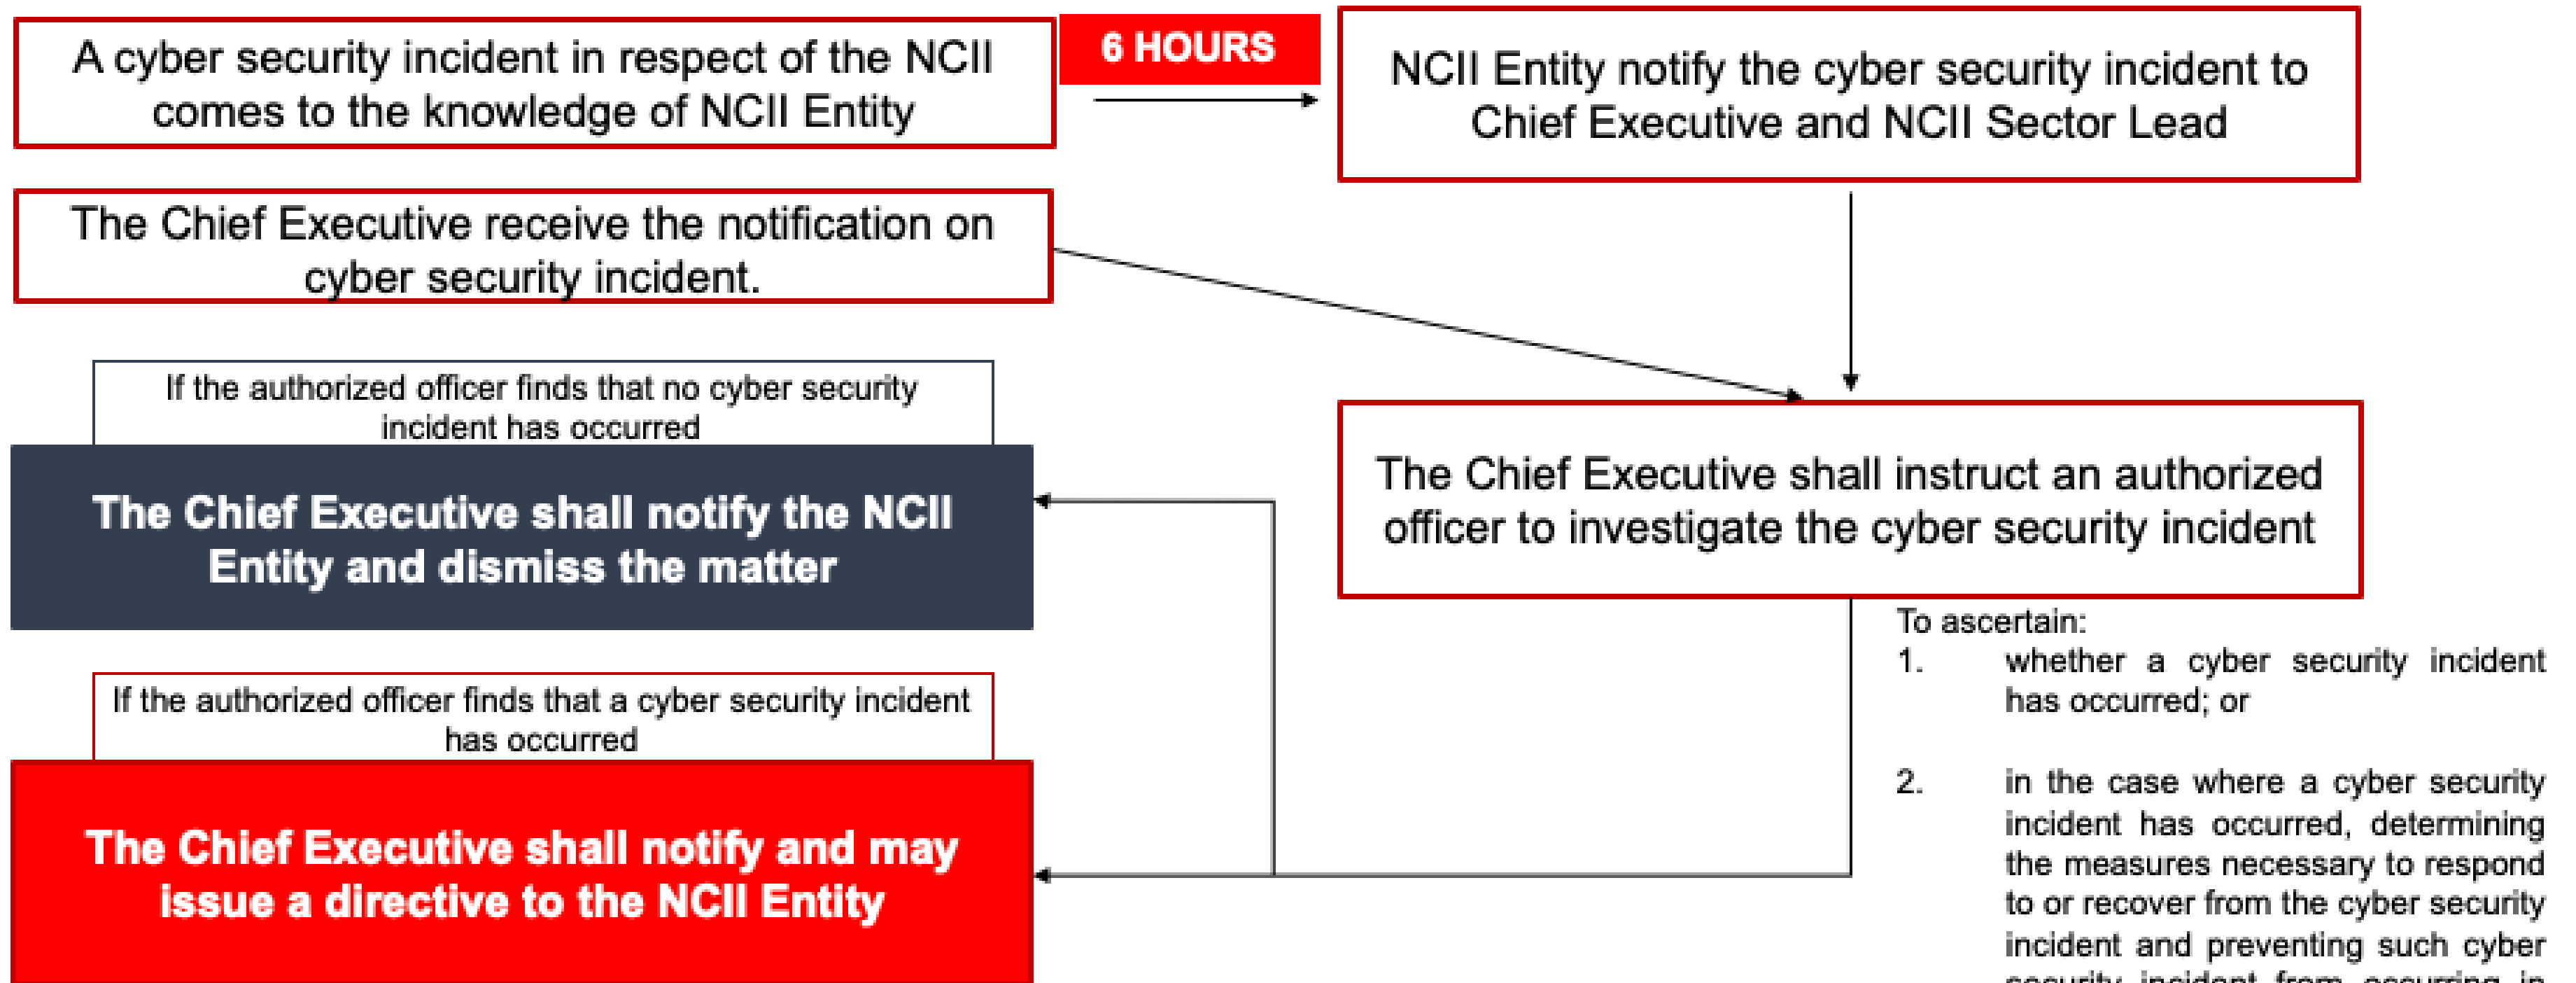 A cyber security incident in respect of the NCII
comes to the knowledge of NCII Entity
6 HOURS
NCII Entity notify the cyber security incident to
Chief Executive and NCII Sector Lead
The Chief Executive receive the notification on
cyber security incident.
If the authorized officer finds that no cyber security
incident has occurred
The Chief Executive shall notify the NCII
Entity and dismiss the matter
The Chief Executive shall instruct an authorized
officer to investigate the cyber security incident
If the authorized officer finds that a cyber security incident
has occurred
The Chief Executive shall notify and may
issue a directive to the NCII Entity
To ascertain:
1. whether a cyber security incident
has occurred; or
2. in the case where a cyber security
incident has occurred, determining
the measures necessary to respond
to or recover from the cyber security
incident and preventing such cyber
security incident from occurring in